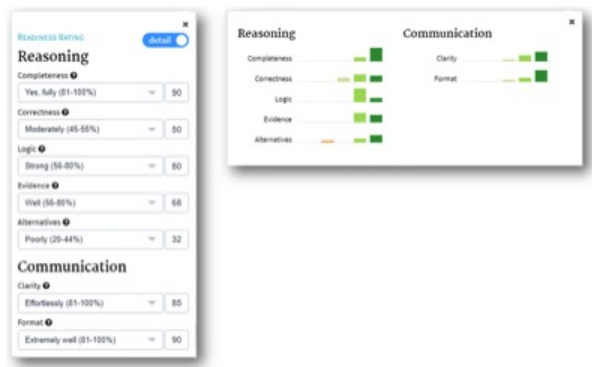 READINESS RATING
detail
Reasoning
Completeness
Yes, fully (81-100%) 90
Correctness
Moderately (45-55%) 50
Logic
Strong (56-80%) 80
Evidence
Well (56-80%) 68
Alternatives
Poorly (20-44%) 32
Communication
Clarity
Effortlessly (81-100%) 85
Format
Extremely well (81-100%) 90
Reasoning
Completeness
Correctness
Logic
Evidence
Alternatives
Communication
Clarity
Format